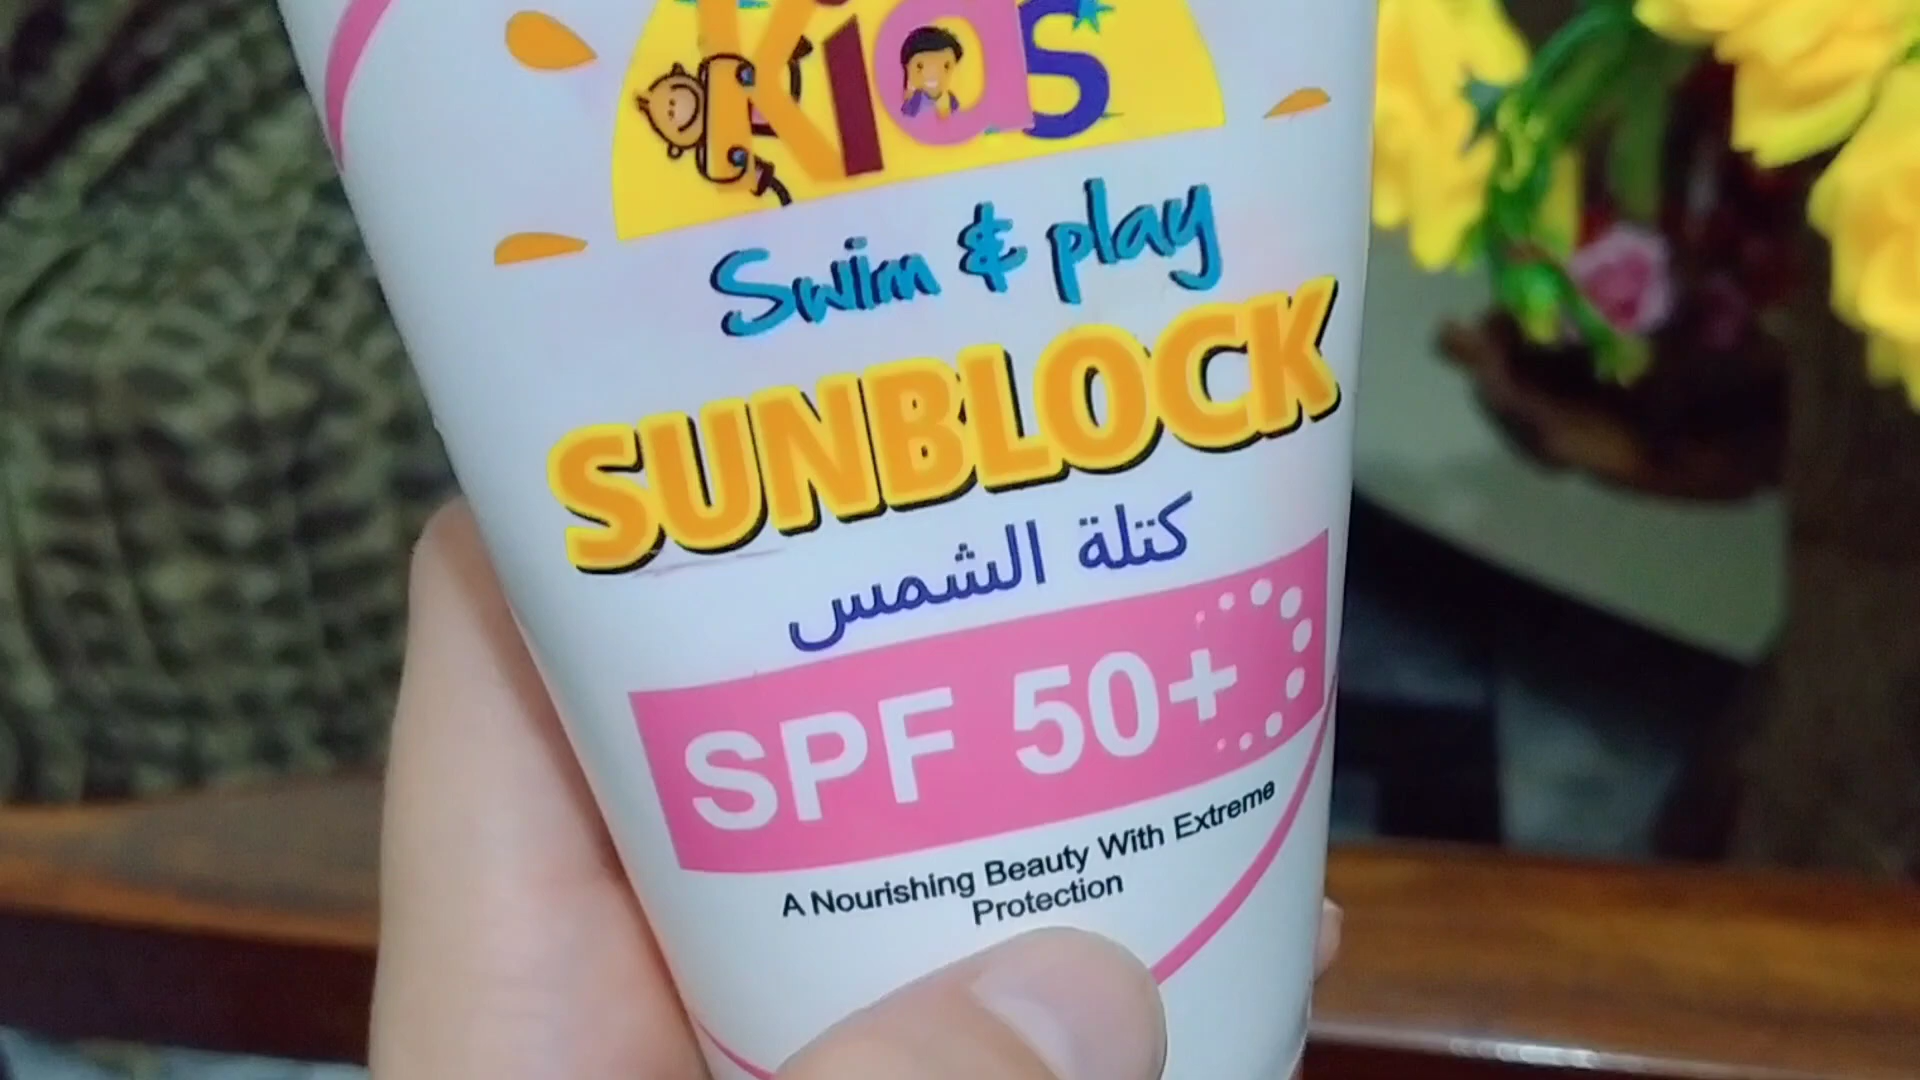 Kids
Swim & play
SUNBLOCK
كتلة الشمس
SPF 50+
A Nourishing Beauty With Extreme
Protection